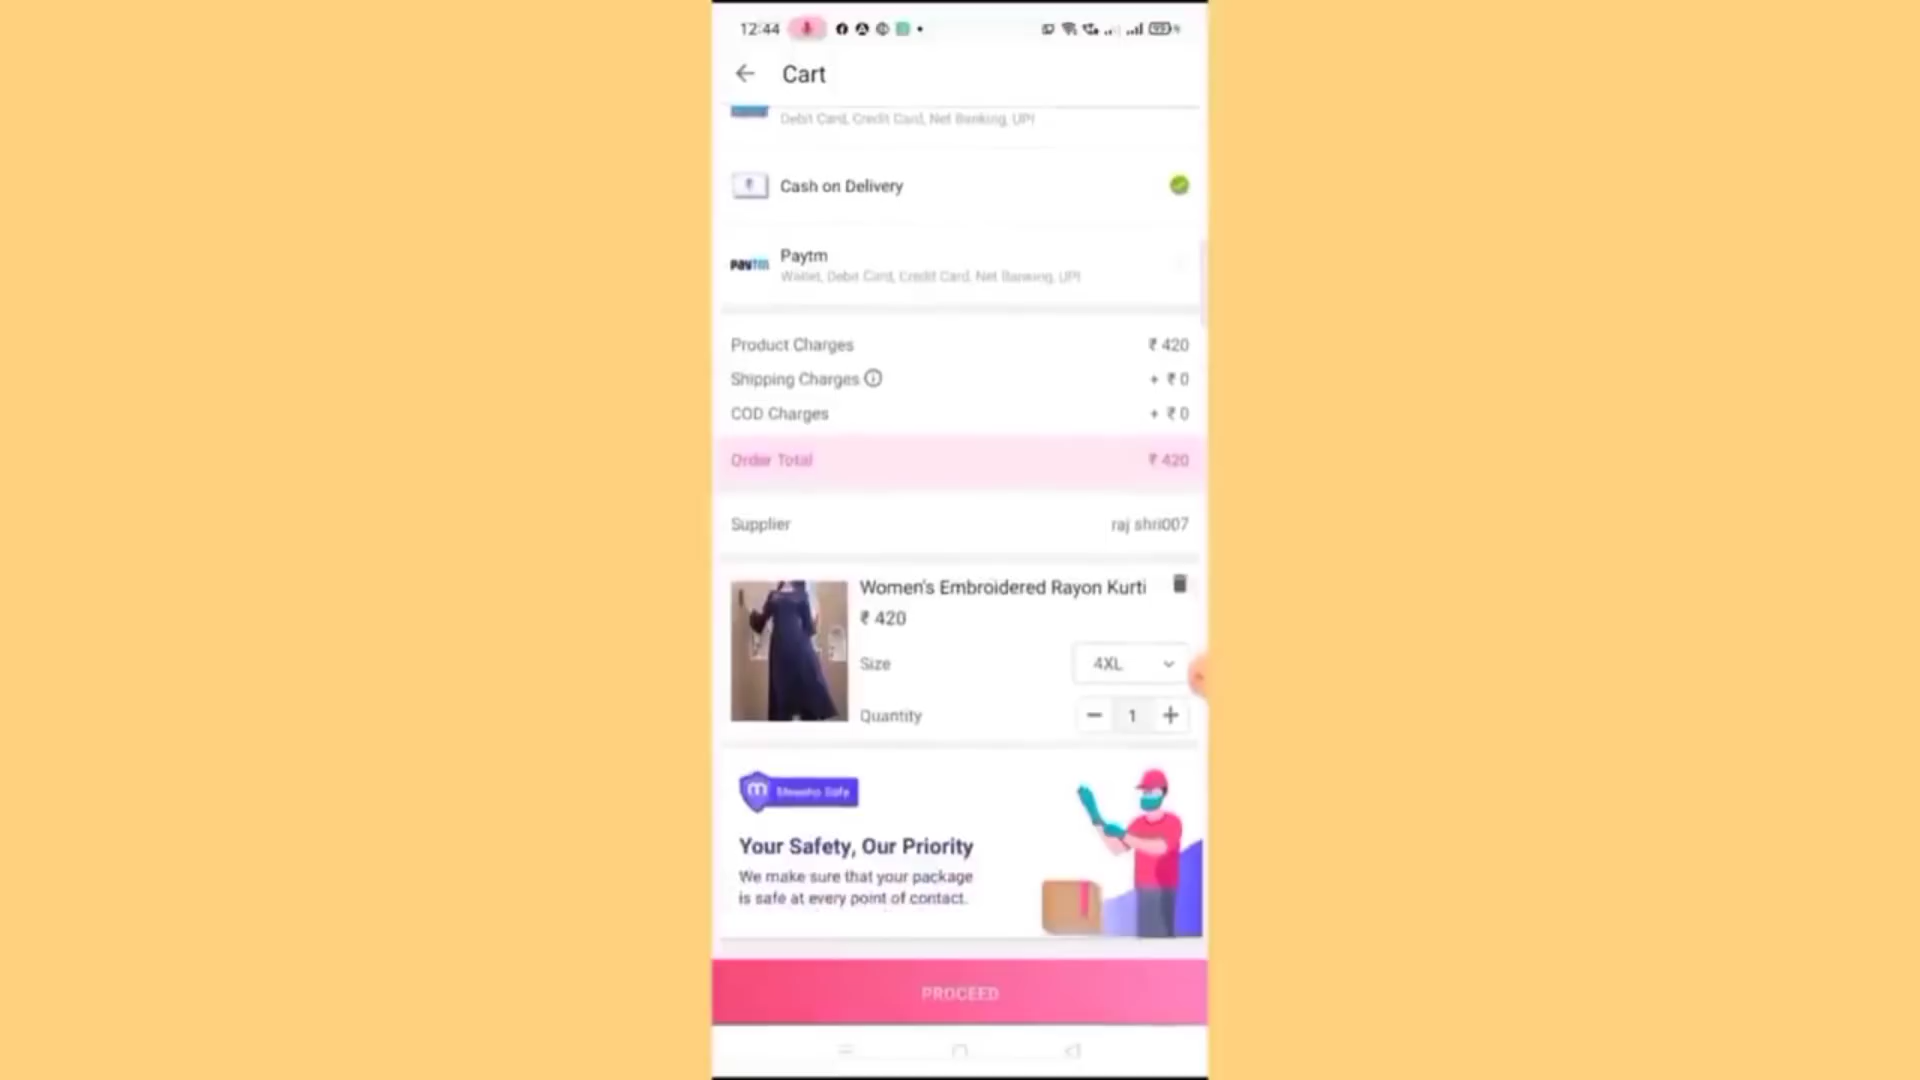 12:44
Cart
Debit Card, Credit Card, Net Banking, UPI
Cash on Delivery
Paytm
Paytm
Wallet, Debit Card, Credit Card, Net Banking, UPI
Product Charges ₹ 420
Shipping Charges + ₹ 0
COD Charges + ₹ 0
Order Total ₹ 420
Supplier raj shri007
Women's Embroidered Rayon Kurti
₹ 420
Size 4XL
Quantity 1
m Meesho Safe
Your Safety, Our Priority
We make sure that your package
is safe at every point of contact.
PROCEED